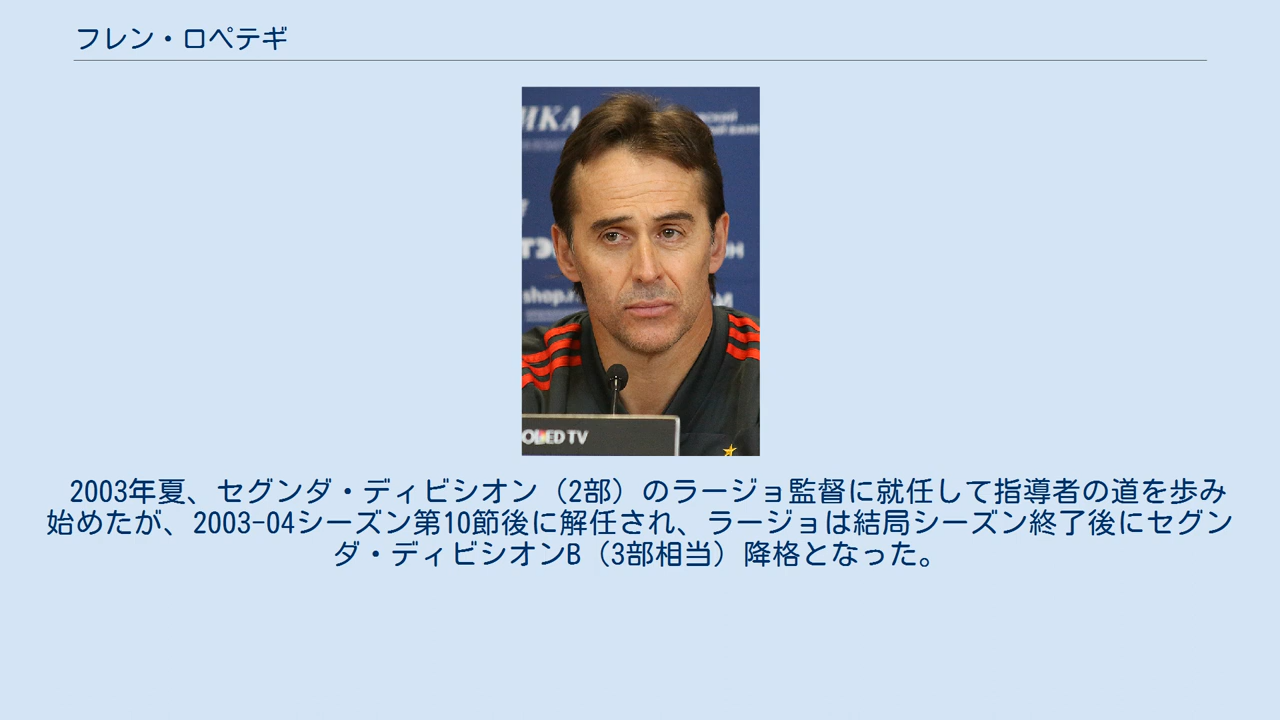 フレン・ロペテギ
ИКА
shop.
OLED TV
2003年夏、セグンダ・ディビシオン（2部）のラージョ監督に就任して指導者の道を歩み
始めたが、2003-04シーズン第10節後に解任され、ラージョは結局シーズン終了後にセグン
ダ・ディビシオンB（3部相当）降格となった。